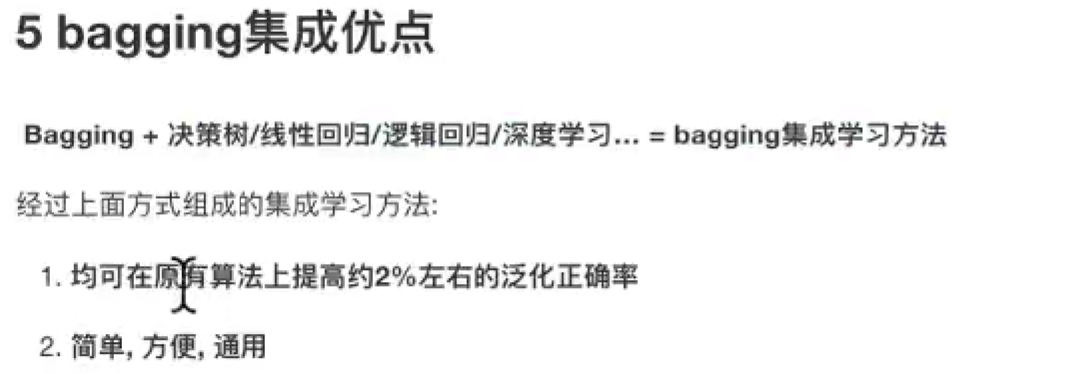 5 bagging集成优点
Bagging + 决策树/线性回归/逻辑回归/深度学习… = bagging集成学习方法
经过上面方式组成的集成学习方法:
1. 均可在原有算法上提高约2%左右的泛化正确率
2. 简单, 方便, 通用